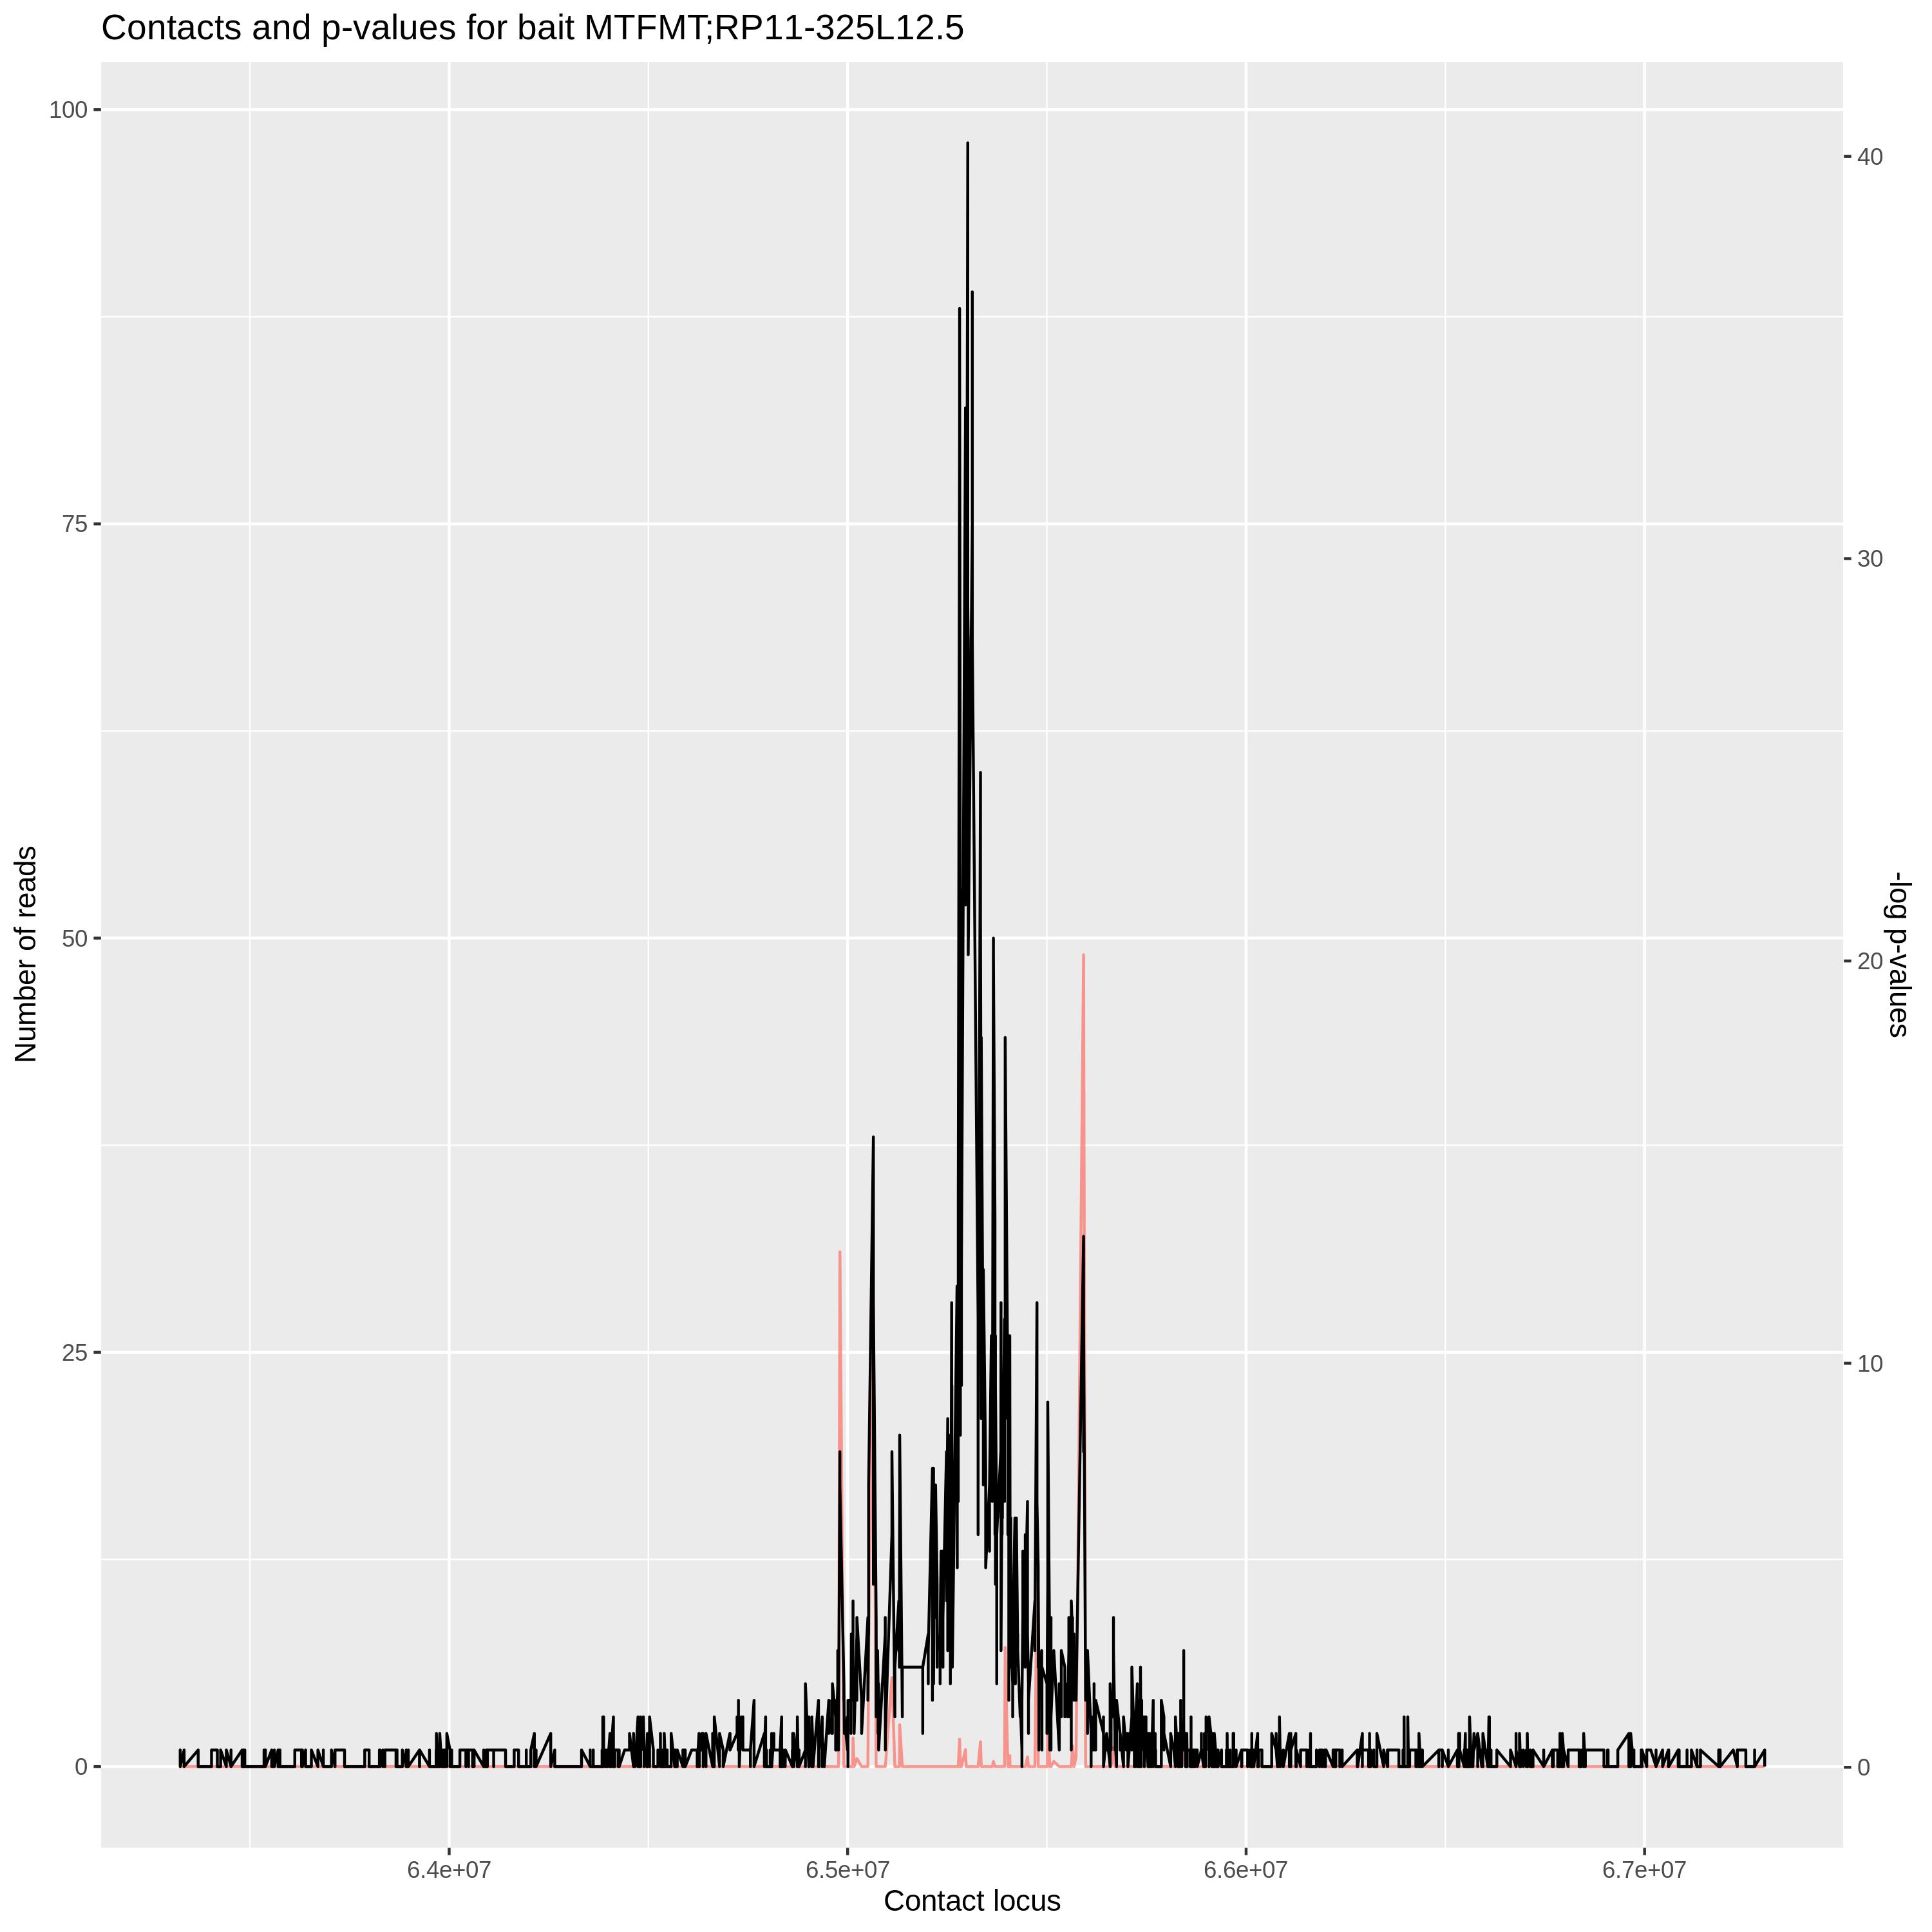 Contacts and p-values for bait MTFMT;RP11-325L12.5
100
75
50
25
0
40
30
20
10
0
Number of reads
-log p-values
6.4e+07
6.5e+07
6.6e+07
6.7e+07
Contact locus